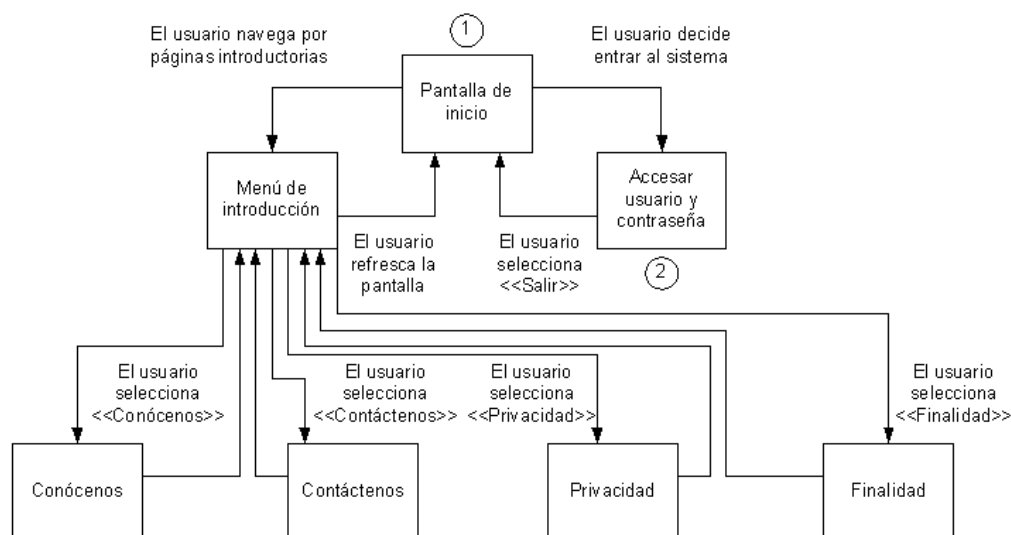 El usuario navega por
páginas introductorias
1
El usuario decide
entrar al sistema
Pantalla de
inicio
Menú de
introducción
Accesar
usuario y
contraseña
El usuario
refresca la
pantalla
El usuario
selecciona
<<Salir>>
2
El usuario
selecciona
<<Conócenos>>
El usuario
selecciona
<<Contáctenos>>
El usuario
selecciona
<<Privacidad>>
El usuario
selecciona
<<Finalidad>>
Conócenos
Contáctenos
Privacidad
Finalidad